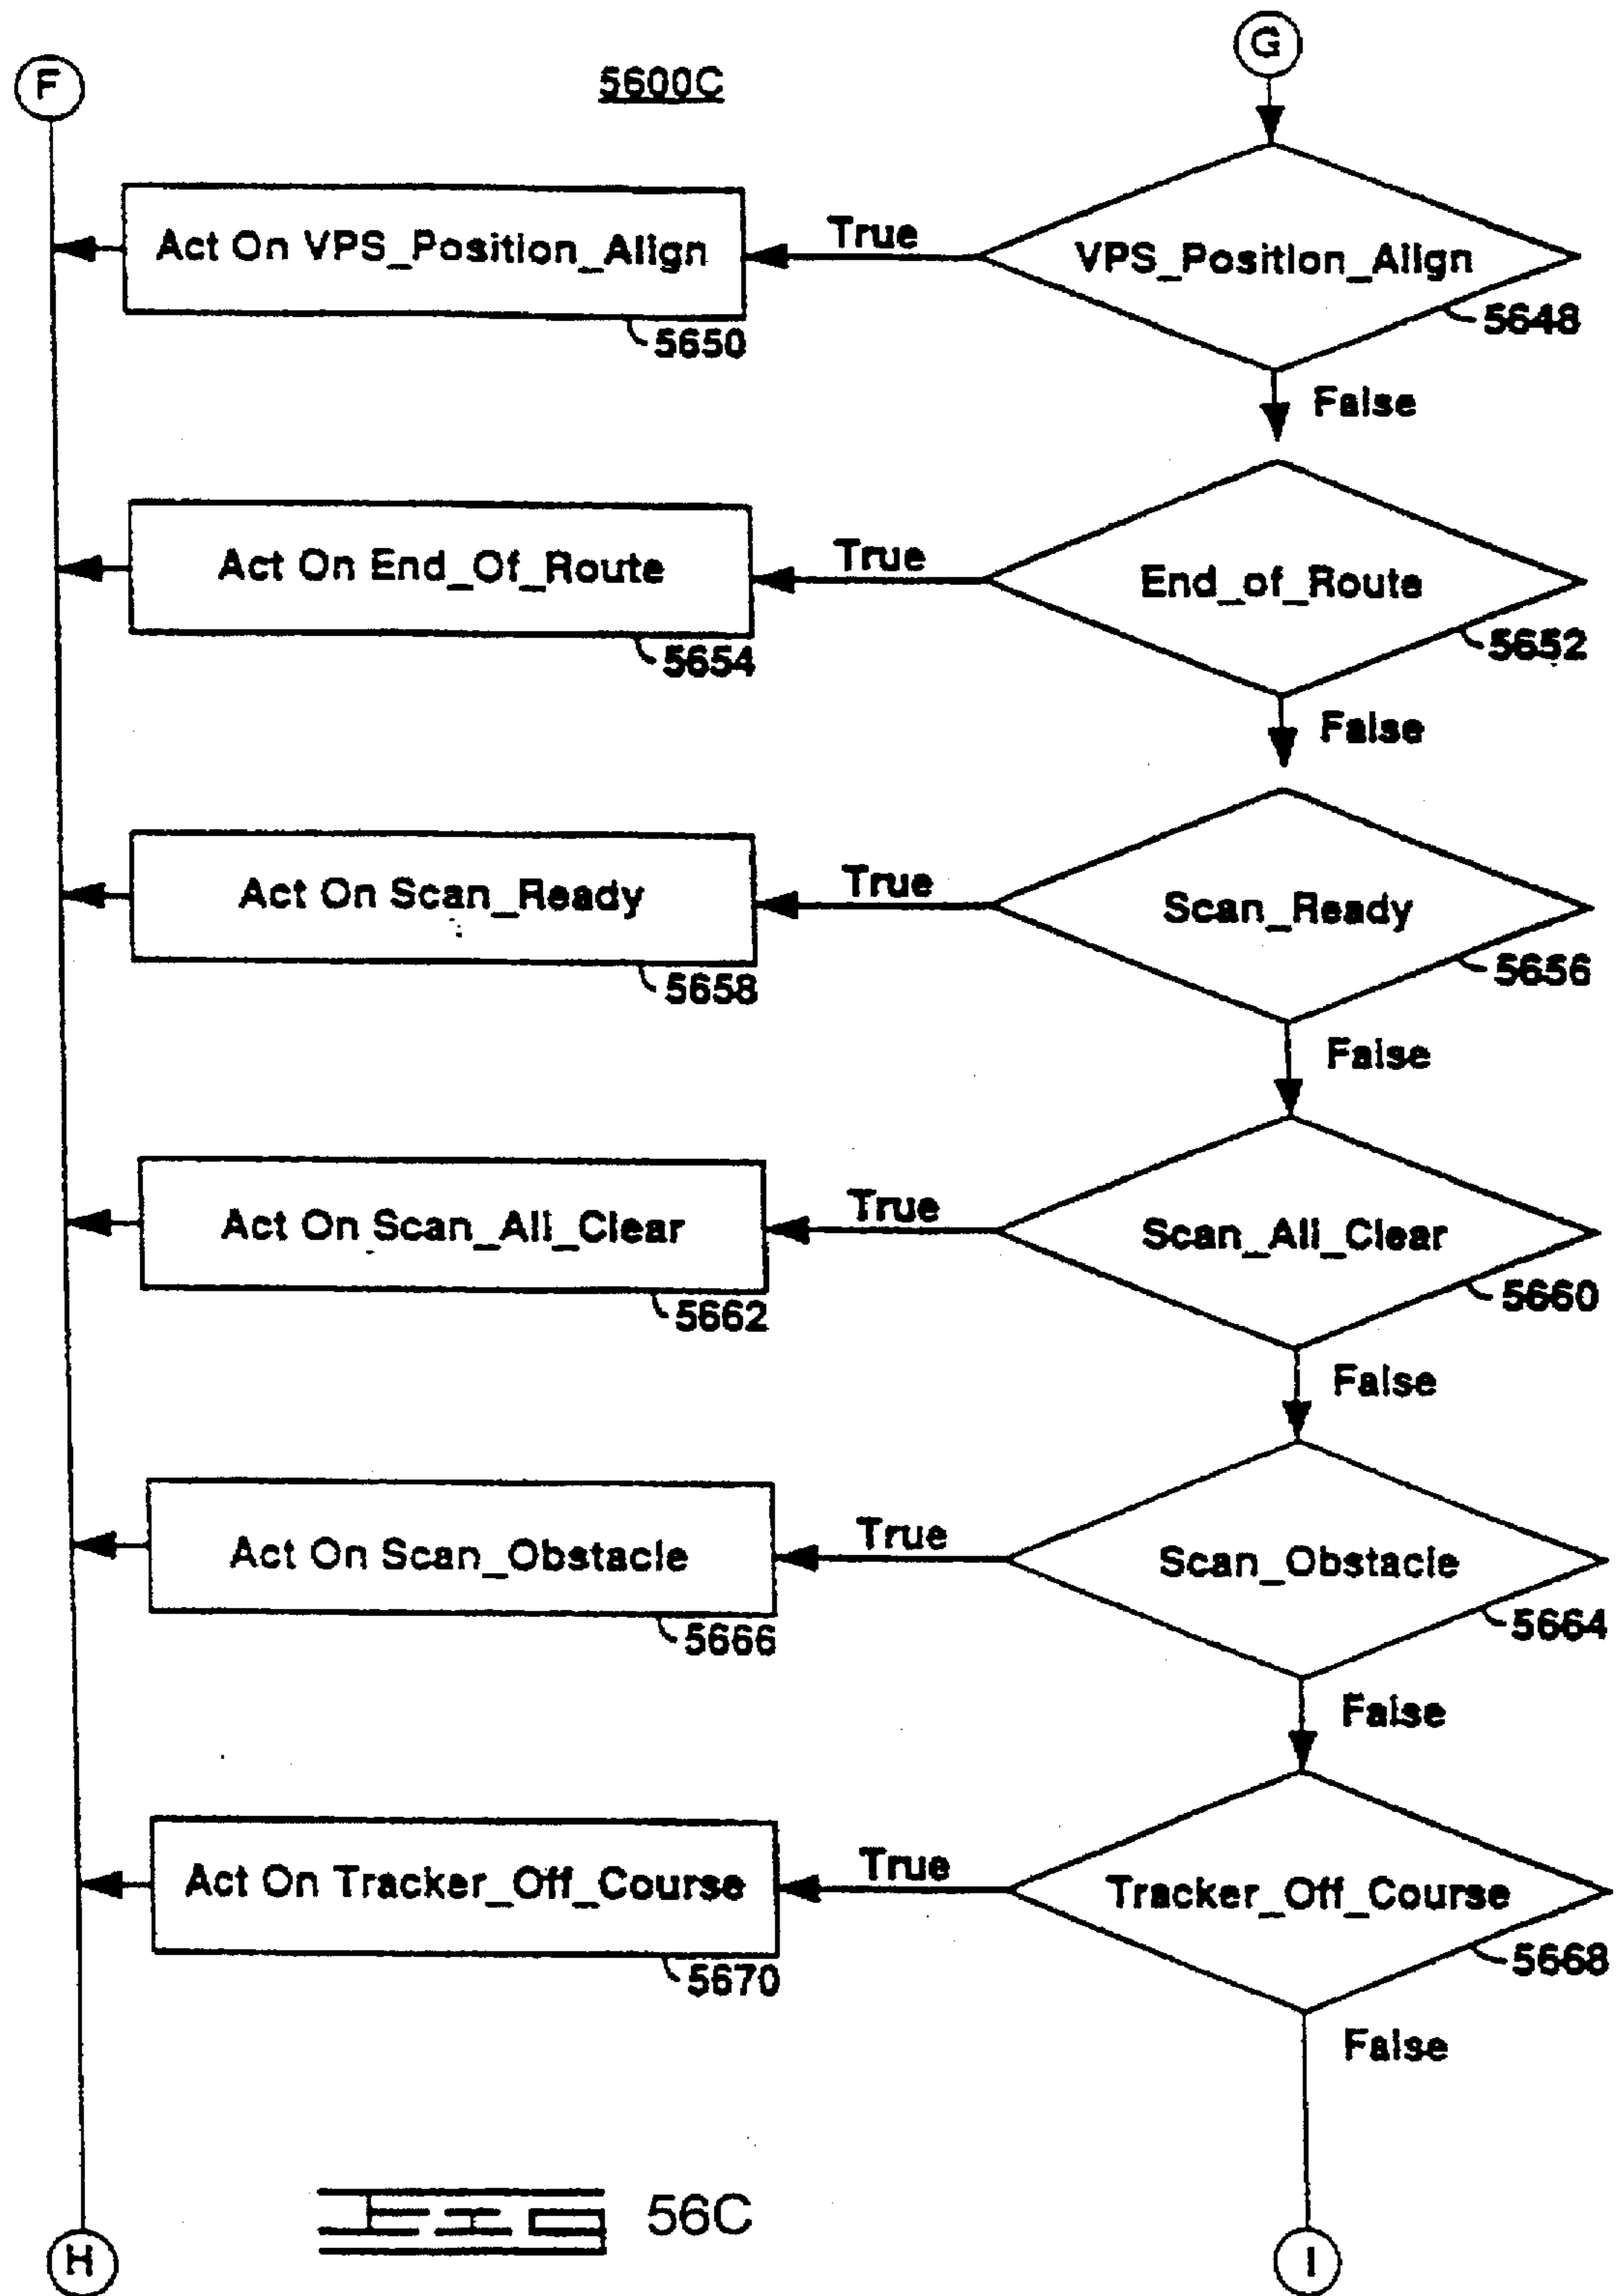 G
F
5600C
Act On VPS_Position_Align
True
VPS_Position_Align
5650
5648
False
Act On End_Of_Route
True
End_of_Route
5654
5652
False
Act On Scan_Ready
True
Scan_Ready
5658
5656
False
Act On Scan_All_Clear
True
Scan_All_Clear
5662
5660
False
Act On Scan_Obstacle
True
Scan_Obstacle
5666
5664
False
Act On Tracker_Off_Course
True
Tracker_Off_Course
5670
5668
False
FIG 56C
H
I